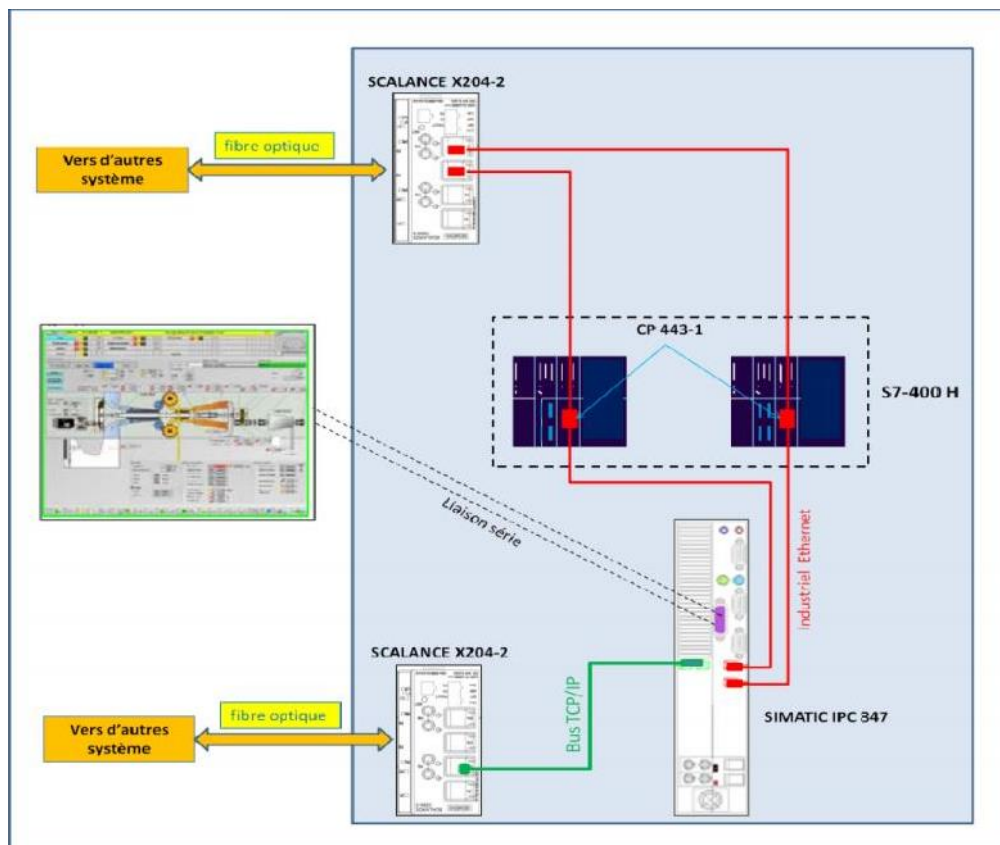 SCALANCE X204-2
fibre optique
Vers d'autres
système
CP 443-1
S7-400 H
Liaison série
Industriel Ethernet
SCALANCE X204-2
Bus TCP/IP
SIMATIC IPC 347
fibre optique
Vers d'autres
système